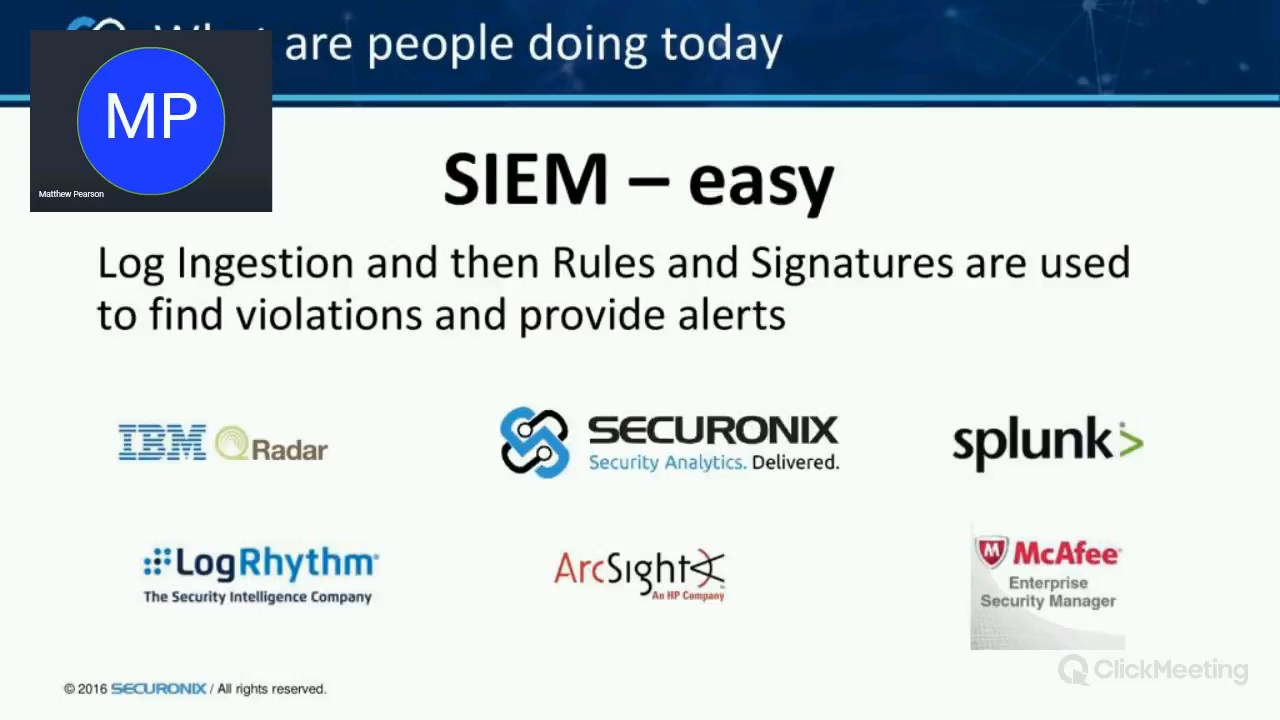 are people doing today
MP
Matthew Pearson
SIEM – easy
Log Ingestion and then Rules and Signatures are used
to find violations and provide alerts
IBM QRadar
SECURONIX
Security Analytics. Delivered.
splunk>
LogRhythm
The Security Intelligence Company
ArcSight
An HP Company
McAfee
Enterprise
Security Manager
ClickMeeting
© 2016 SECURONIX / All rights reserved.